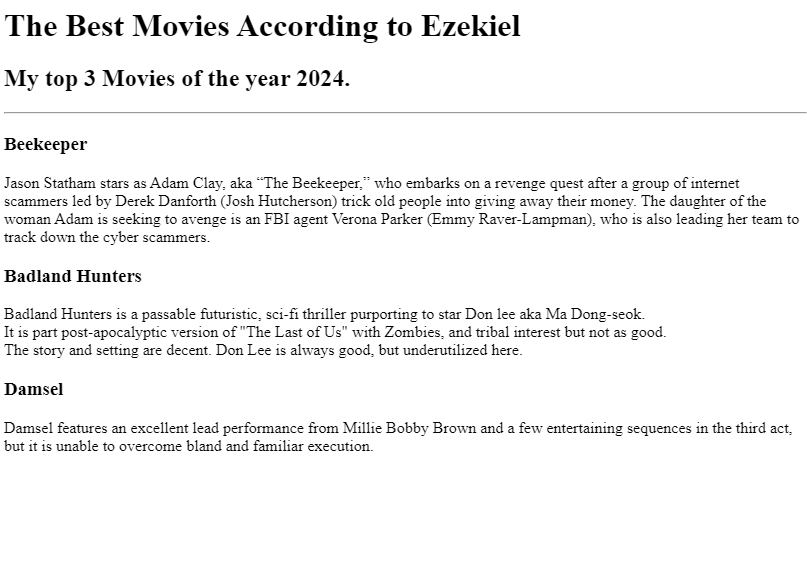 The Best Movies According to Ezekiel
My top 3 Movies of the year 2024.
Beekeeper
Jason Statham stars as Adam Clay, aka “The Beekeeper,” who embarks on a revenge quest after a group of internet
scammers led by Derek Danforth (Josh Hutcherson) trick old people into giving away their money. The daughter of the
woman Adam is seeking to avenge is an FBI agent Verona Parker (Emmy Raver-Lampman), who is also leading her team to
track down the cyber scammers.
Badland Hunters
Badland Hunters is a passable futuristic, sci-fi thriller purporting to star Don lee aka Ma Dong-seok.
It is part post-apocalyptic version of "The Last of Us" with Zombies, and tribal interest but not as good.
The story and setting are decent. Don Lee is always good, but underutilized here.
Damsel
Damsel features an excellent lead performance from Millie Bobby Brown and a few entertaining sequences in the third act,
but it is unable to overcome bland and familiar execution.